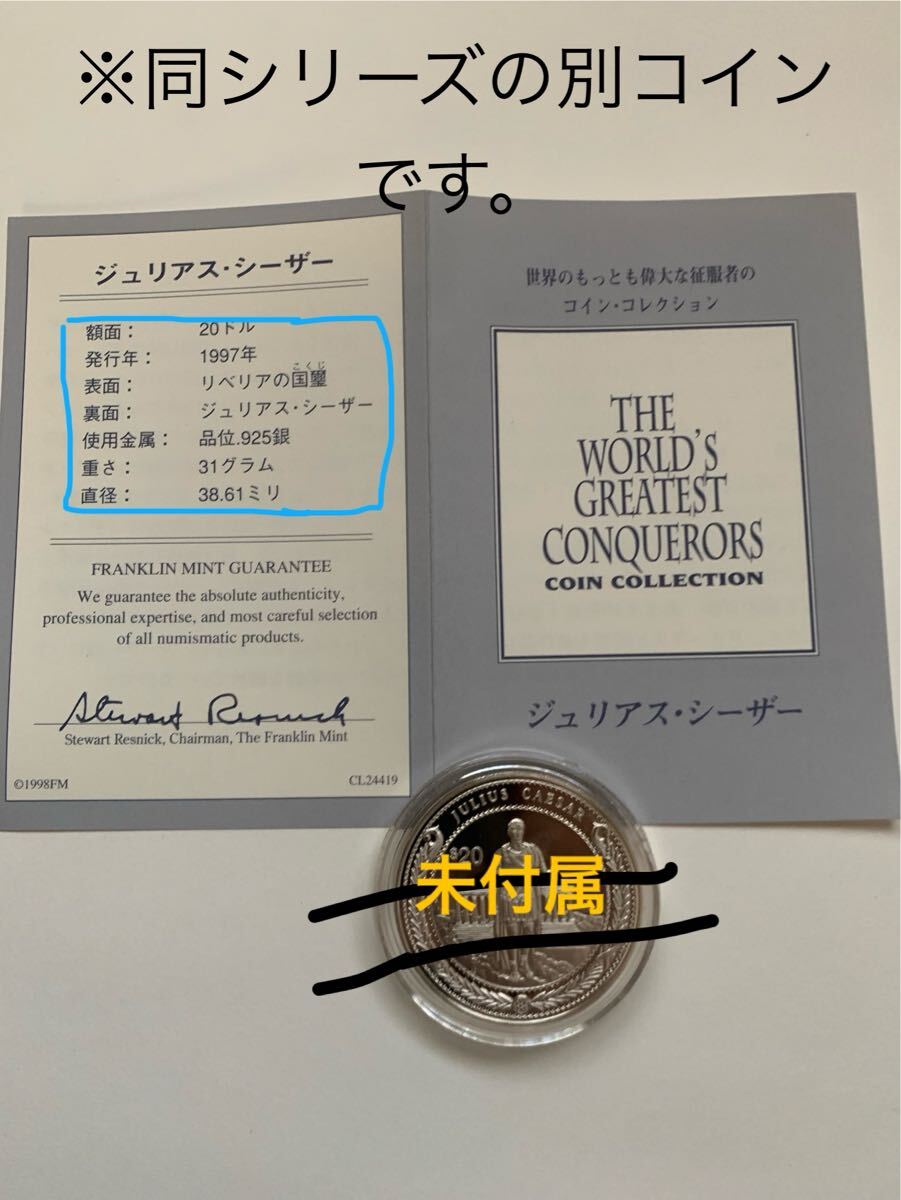 ※同シリーズの別コイン
です。
ジュリアス・シーザー
額面： 20ドル
発行年： 1997年
こくじ
表面： リベリアの国璽
裏面： ジュリアス・シーザー
使用金属： 品位.925銀
重さ： 31グラム
直径： 38.61ミリ
FRANKLIN MINT GUARANTEE
We guarantee the absolute authenticity,
professional expertise, and most careful selection
of all numismatic products.
Stewart Resnick
Stewart Resnick, Chairman, The Franklin Mint
©1998FM
CL24419
世界のもっとも偉大な征服者の
コイン・コレクション
THE
WORLD'S
GREATEST
CONQUERORS
COIN COLLECTION
ジュリアス・シーザー
JULIUS CAESAR
$20
未付属